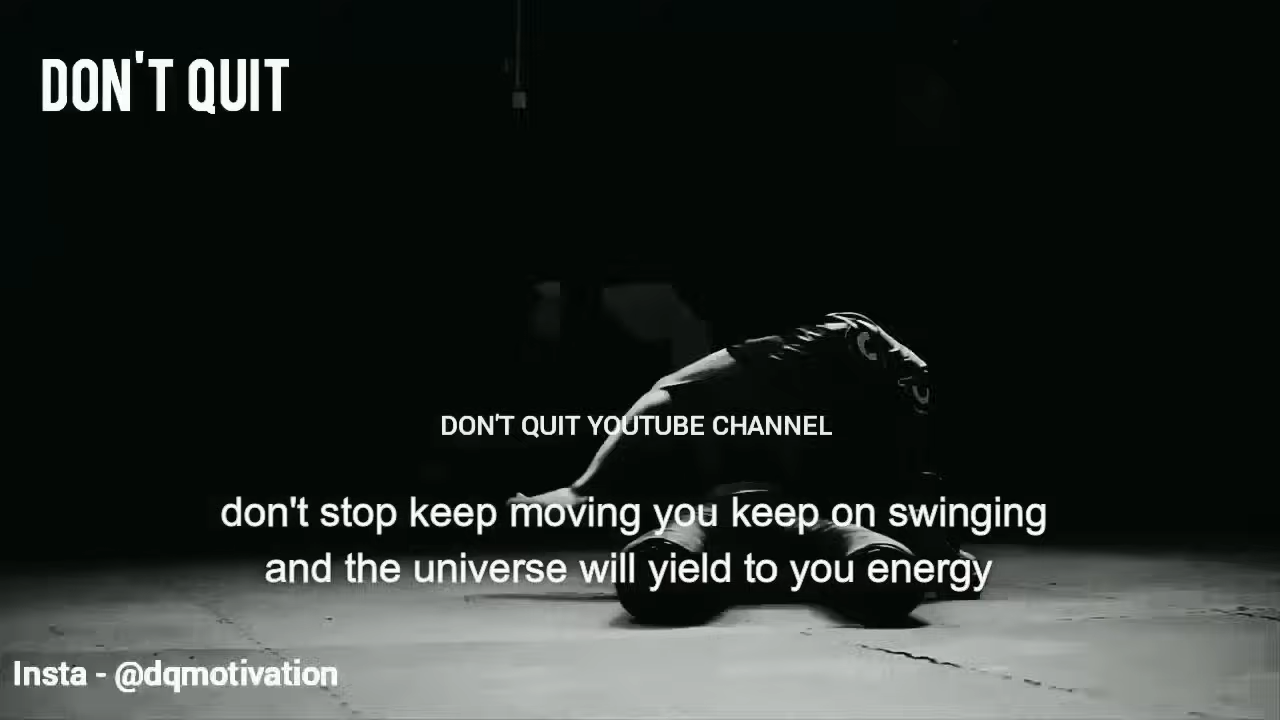 DON'T QUIT
DON'T QUIT YOUTUBE CHANNEL
don't stop keep moving you keep on swinging
and the universe will yield to you energy
Insta - @dqmotivation